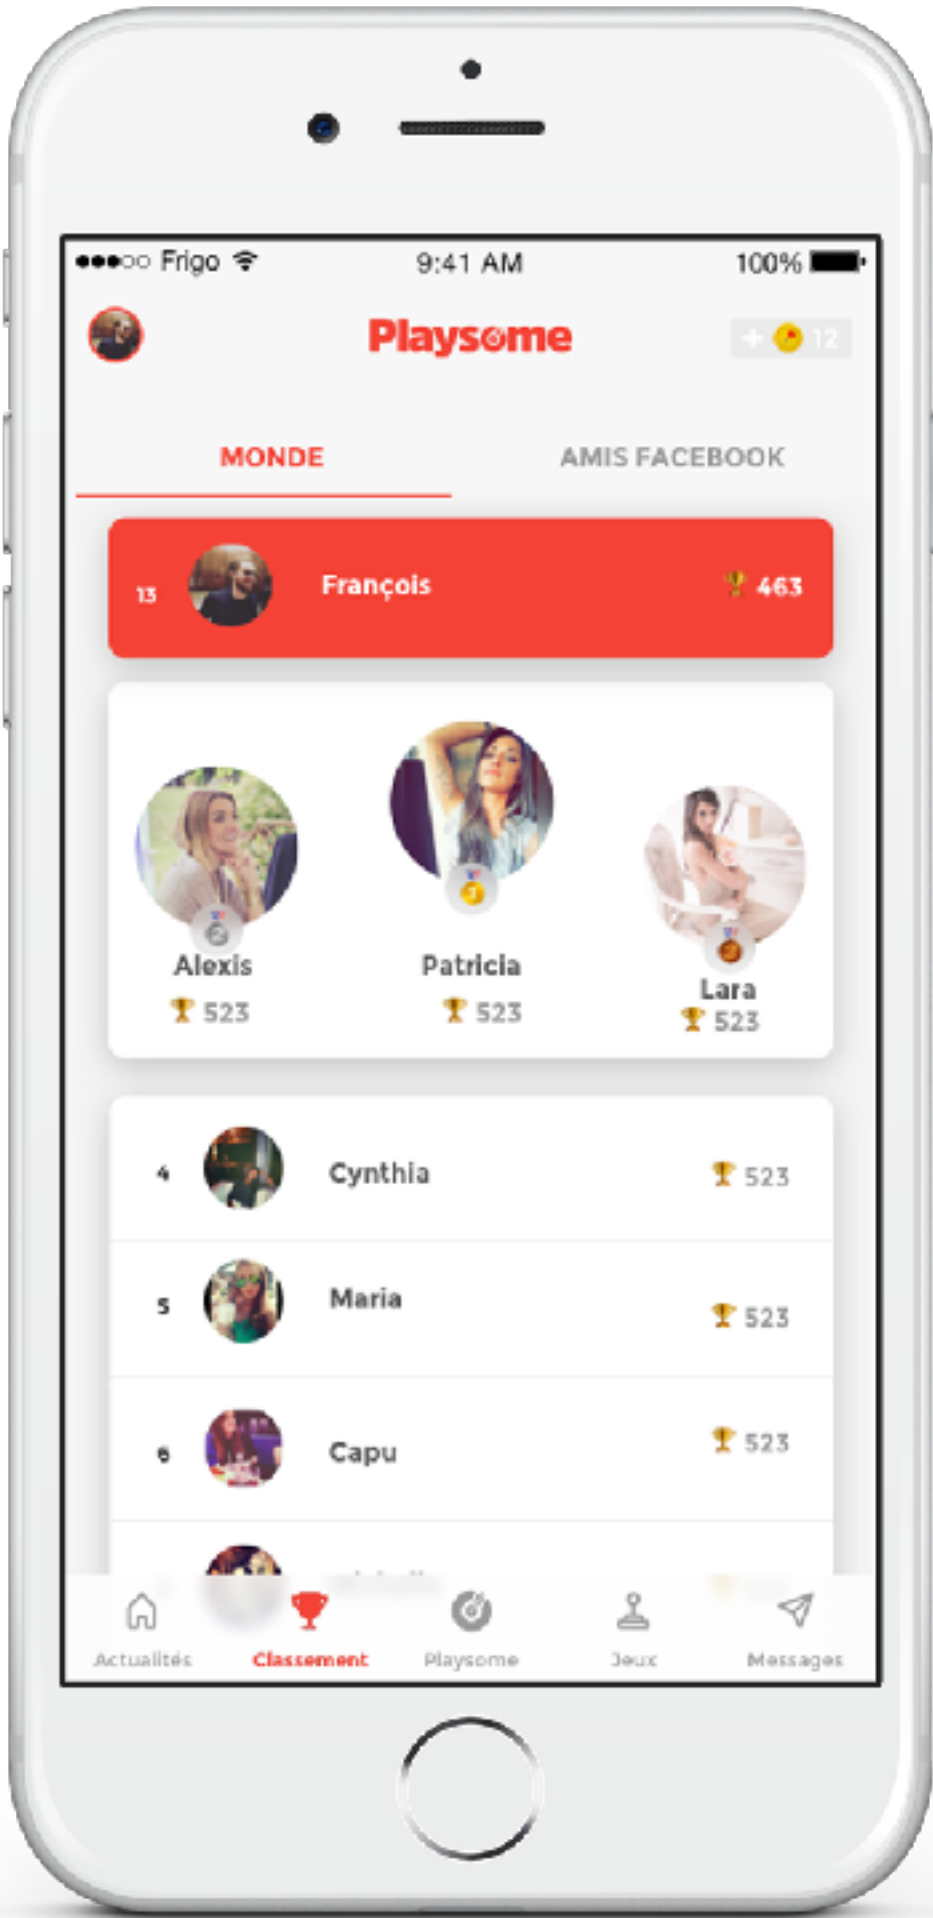 Frigo 9:41 AM 100%
Playsome 12
MONDE AMIS FACEBOOK
13 François 463
Alexis Patricia Lara
523 523 523
4 Cynthia 523
5 Maria 523
6 Capu 523
Actualités Classement Playsome Jeux Messages